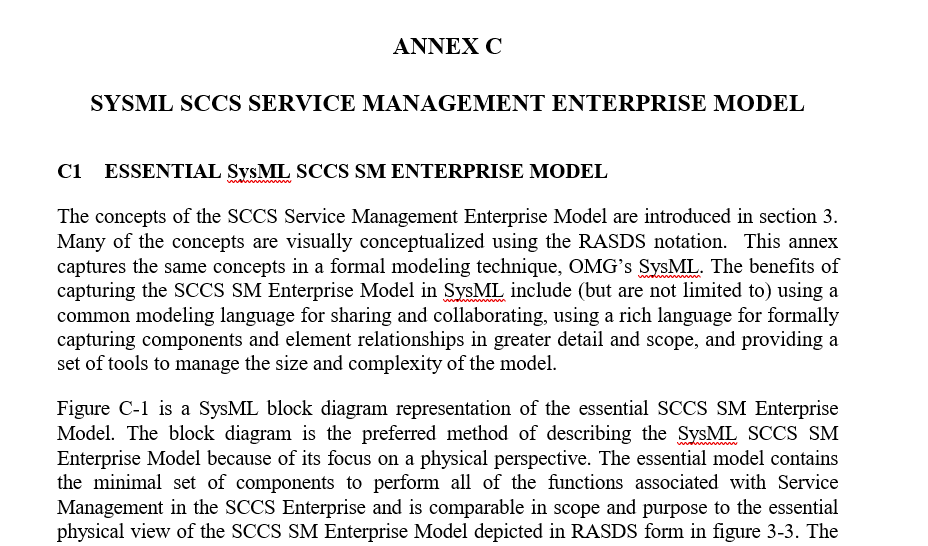 ANNEX C
SYSML SCCS SERVICE MANAGEMENT ENTERPRISE MODEL
C1 ESSENTIAL SysML SCCS SM ENTERPRISE MODEL
The concepts of the SCCS Service Management Enterprise Model are introduced in section 3.
Many of the concepts are visually conceptualized using the RASDS notation. This annex
captures the same concepts in a formal modeling technique, OMG’s SysML. The benefits of
capturing the SCCS SM Enterprise Model in SysML include (but are not limited to) using a
common modeling language for sharing and collaborating, using a rich language for formally
capturing components and element relationships in greater detail and scope, and providing a
set of tools to manage the size and complexity of the model.
Figure C-1 is a SysML block diagram representation of the essential SCCS SM Enterprise
Model. The block diagram is the preferred method of describing the SysML SCCS SM
Enterprise Model because of its focus on a physical perspective. The essential model contains
the minimal set of components to perform all of the functions associated with Service
Management in the SCCS Enterprise and is comparable in scope and purpose to the essential
physical view of the SCCS SM Enterprise Model depicted in RASDS form in figure 3-3. The